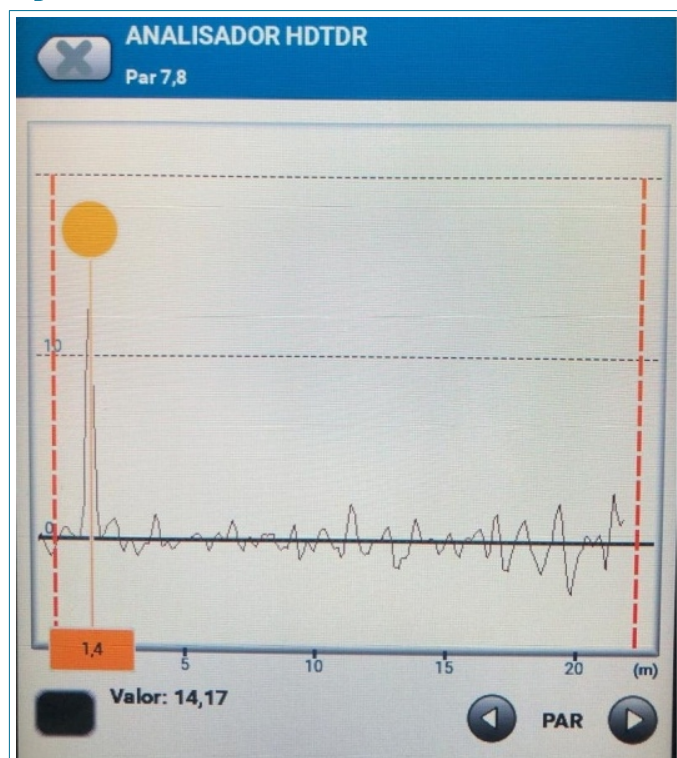 ANALISADOR HDTDR
Par 7,8
10
0
1,4
5
10
15
20
(m)
Valor: 14,17
PAR